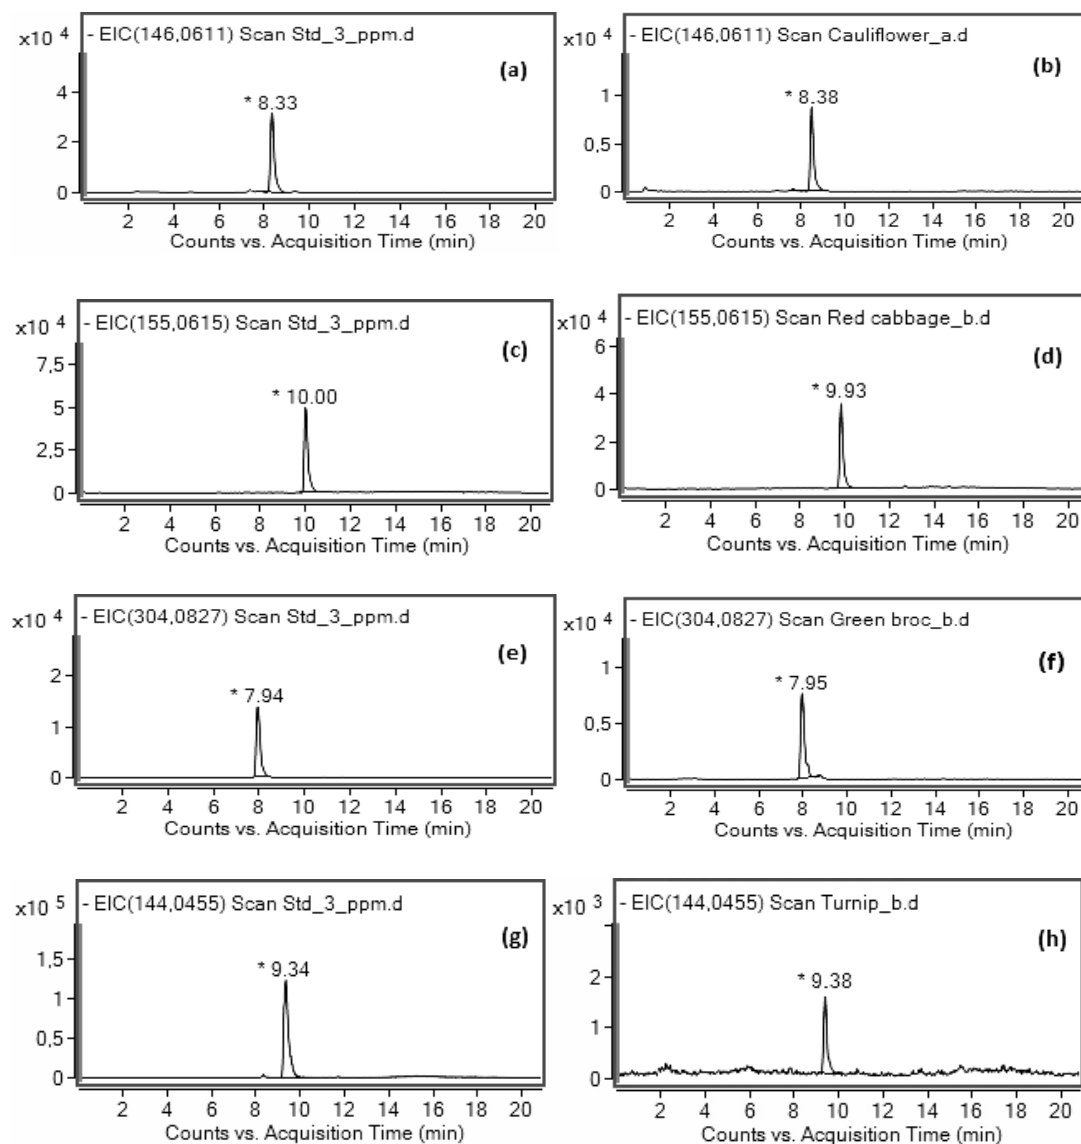 x10 4
- EIC(146,0611) Scan Std_3_ppm.d
(a)
* 8.33
4
2
0
2 4 6 8 10 12 14 16 18 20
Counts vs. Acquisition Time (min)
x10 4
- EIC(146,0611) Scan Cauliflower_a.d
(b)
* 8.38
1
0,5
0
2 4 6 8 10 12 14 16 18 20
Counts vs. Acquisition Time (min)
x10 4
- EIC(155,0615) Scan Std_3_ppm.d
(c)
7,5
* 10.00
5
2,5
0
2 4 6 8 10 12 14 16 18 20
Counts vs. Acquisition Time (min)
x10 4
- EIC(155,0615) Scan Red cabbage_b.d
(d)
6
* 9.93
4
2
0
2 4 6 8 10 12 14 16 18 20
Counts vs. Acquisition Time (min)
x10 4
- EIC(304,0827) Scan Std_3_ppm.d
(e)
2
* 7.94
1
0
2 4 6 8 10 12 14 16 18 20
Counts vs. Acquisition Time (min)
x10 4
- EIC(304,0827) Scan Green broc_b.d
(f)
* 7.95
1
0,5
0
2 4 6 8 10 12 14 16 18 20
Counts vs. Acquisition Time (min)
x10 5
- EIC(144,0455) Scan Std_3_ppm.d
(g)
1,5
* 9.34
1
0,5
0
2 4 6 8 10 12 14 16 18 20
Counts vs. Acquisition Time (min)
x10 3
- EIC(144,0455) Scan Turnip_b.d
(h)
* 9.38
2
1
0
2 4 6 8 10 12 14 16 18 20
Counts vs. Acquisition Time (min)